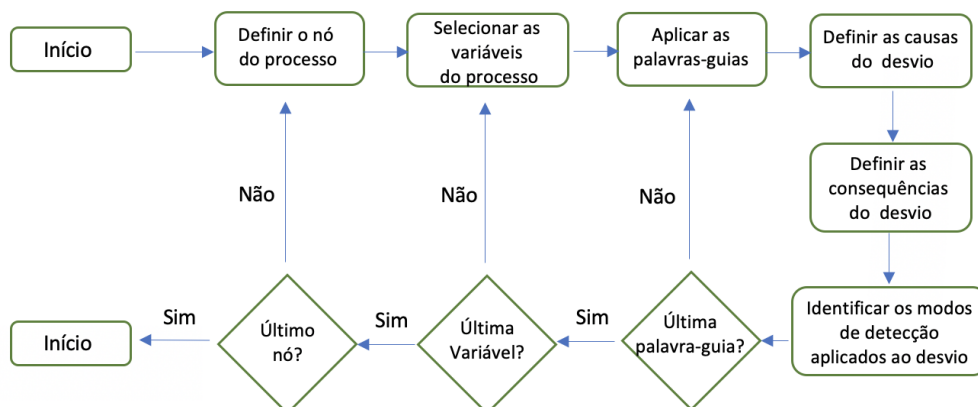 Início
Definir o nó
do processo
Selecionar as
variáveis
do processo
Aplicar as
palavras-guias
Definir as causas
do desvio
Definir as
consequências
do desvio
Não
Não
Não
Identificar os modos
de detecção
aplicados ao desvio
Última
palavra-guia?
Sim
Última
Variável?
Sim
Último
nó?
Sim
Início